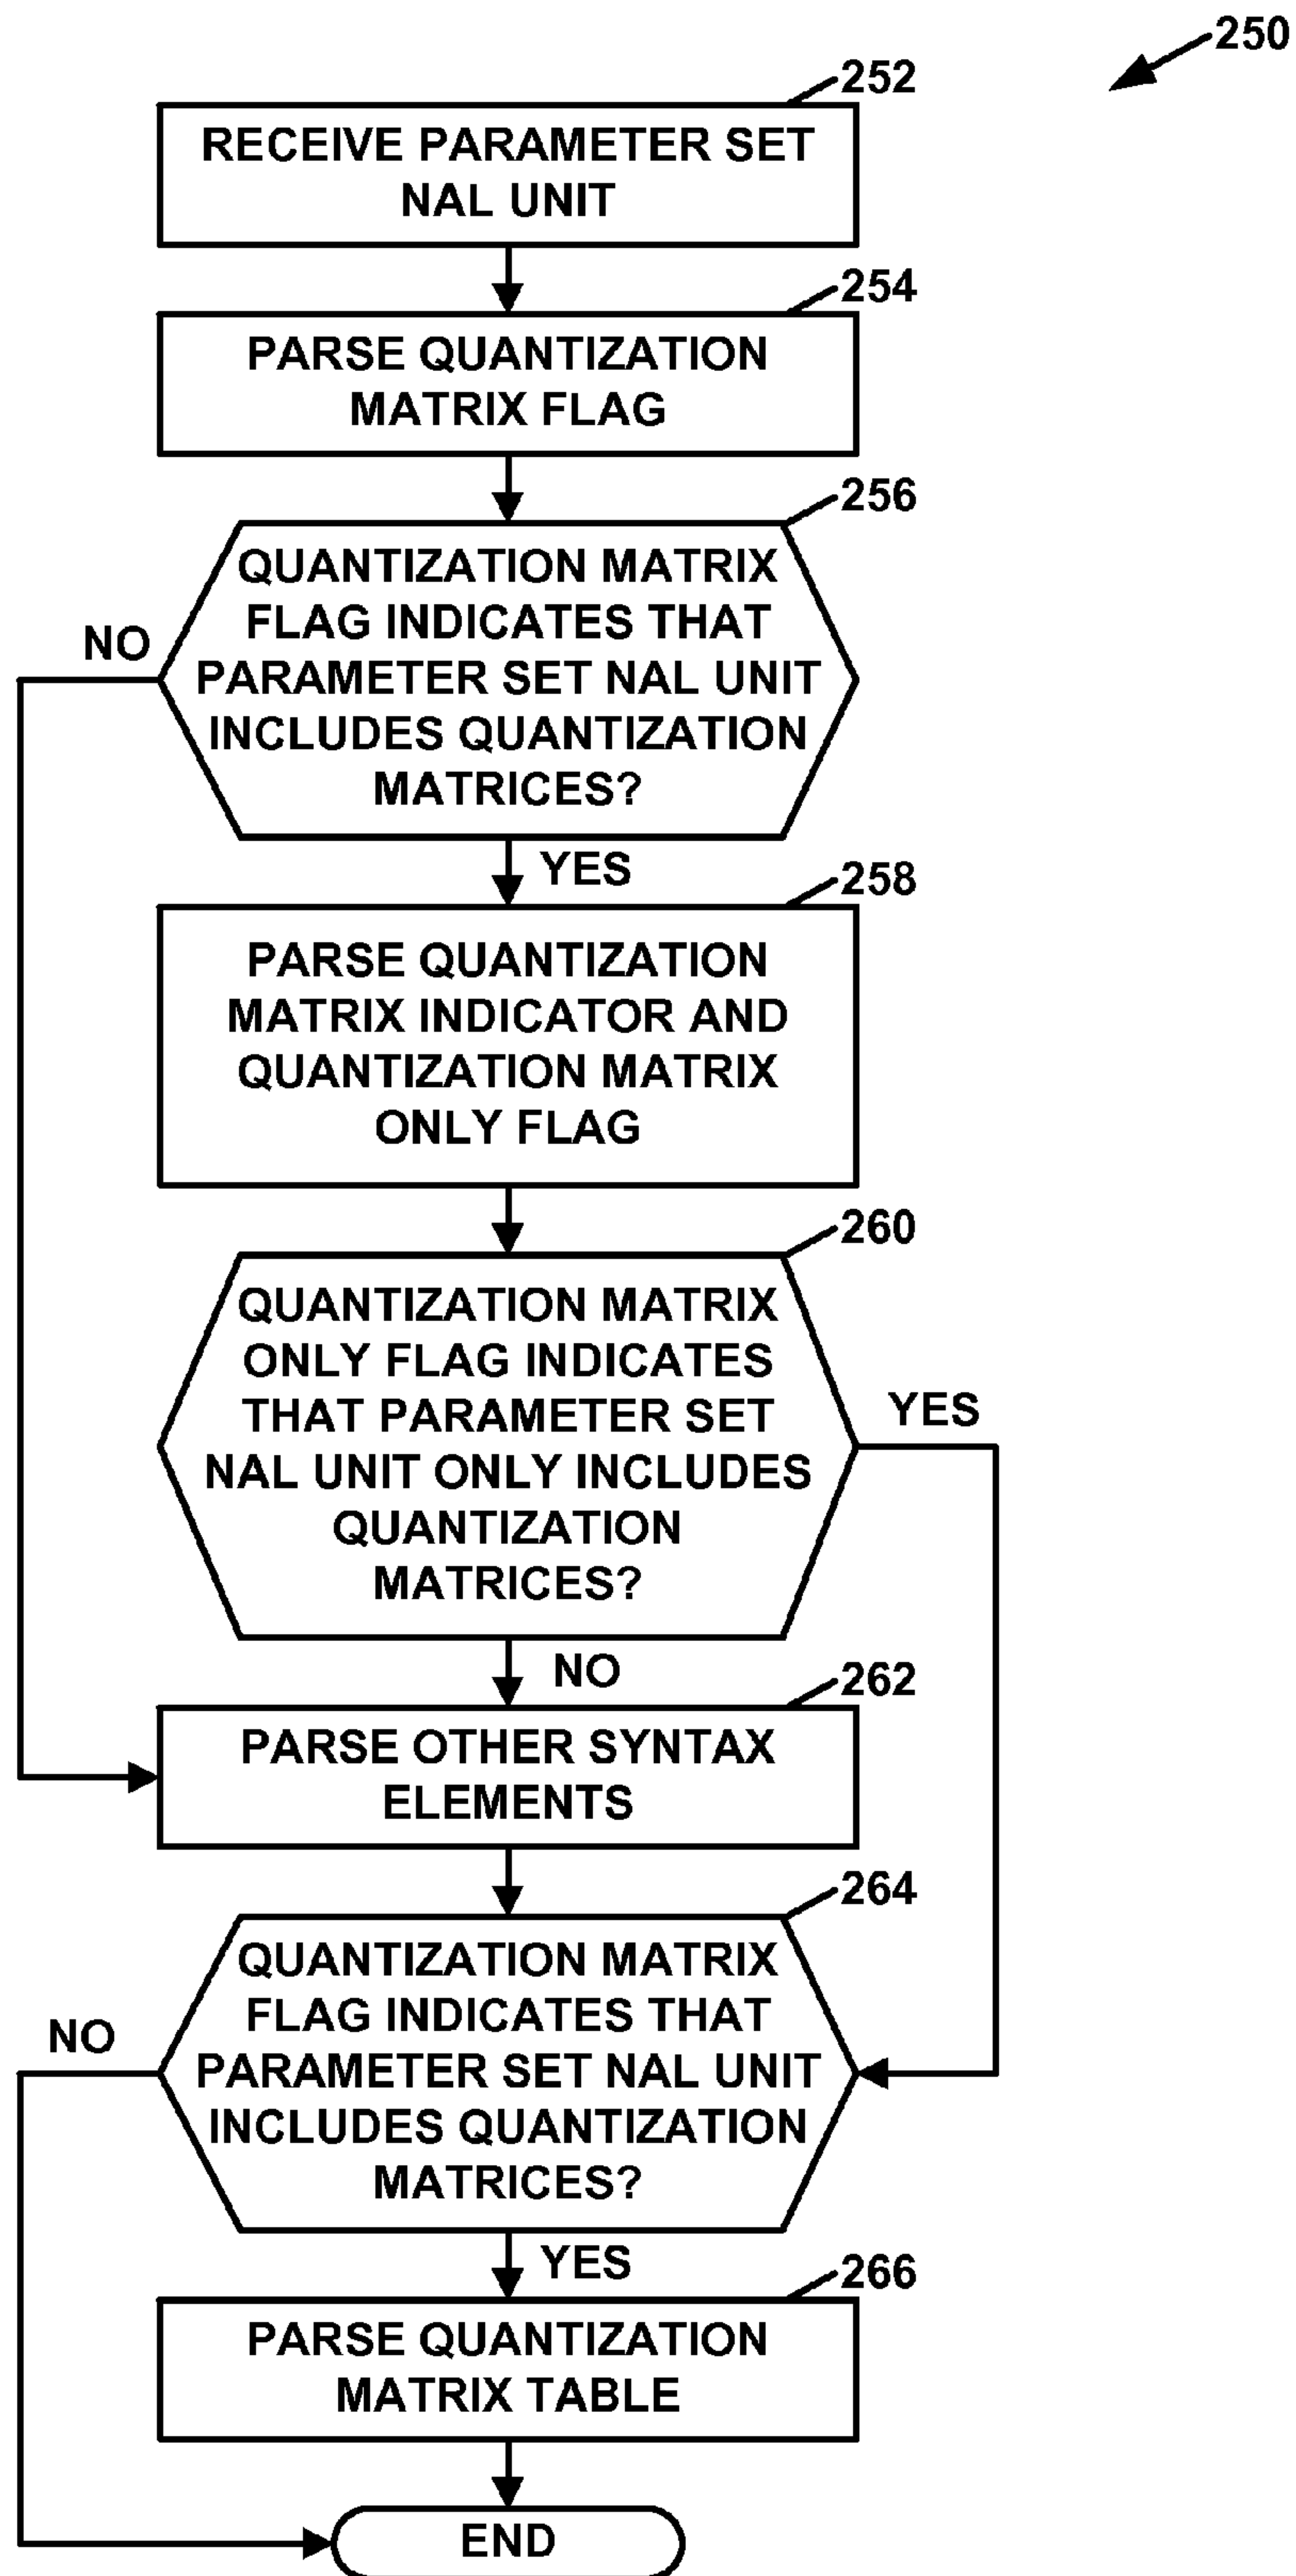 250
252
RECEIVE PARAMETER SET
NAL UNIT
254
PARSE QUANTIZATION
MATRIX FLAG
256
QUANTIZATION MATRIX
FLAG INDICATES THAT
PARAMETER SET NAL UNIT
INCLUDES QUANTIZATION
MATRICES?
NO
YES
258
PARSE QUANTIZATION
MATRIX INDICATOR AND
QUANTIZATION MATRIX
ONLY FLAG
260
QUANTIZATION MATRIX
ONLY FLAG INDICATES
THAT PARAMETER SET
NAL UNIT ONLY INCLUDES
QUANTIZATION
MATRICES?
YES
NO
262
PARSE OTHER SYNTAX
ELEMENTS
264
QUANTIZATION MATRIX
FLAG INDICATES THAT
PARAMETER SET NAL UNIT
INCLUDES QUANTIZATION
MATRICES?
NO
YES
266
PARSE QUANTIZATION
MATRIX TABLE
END